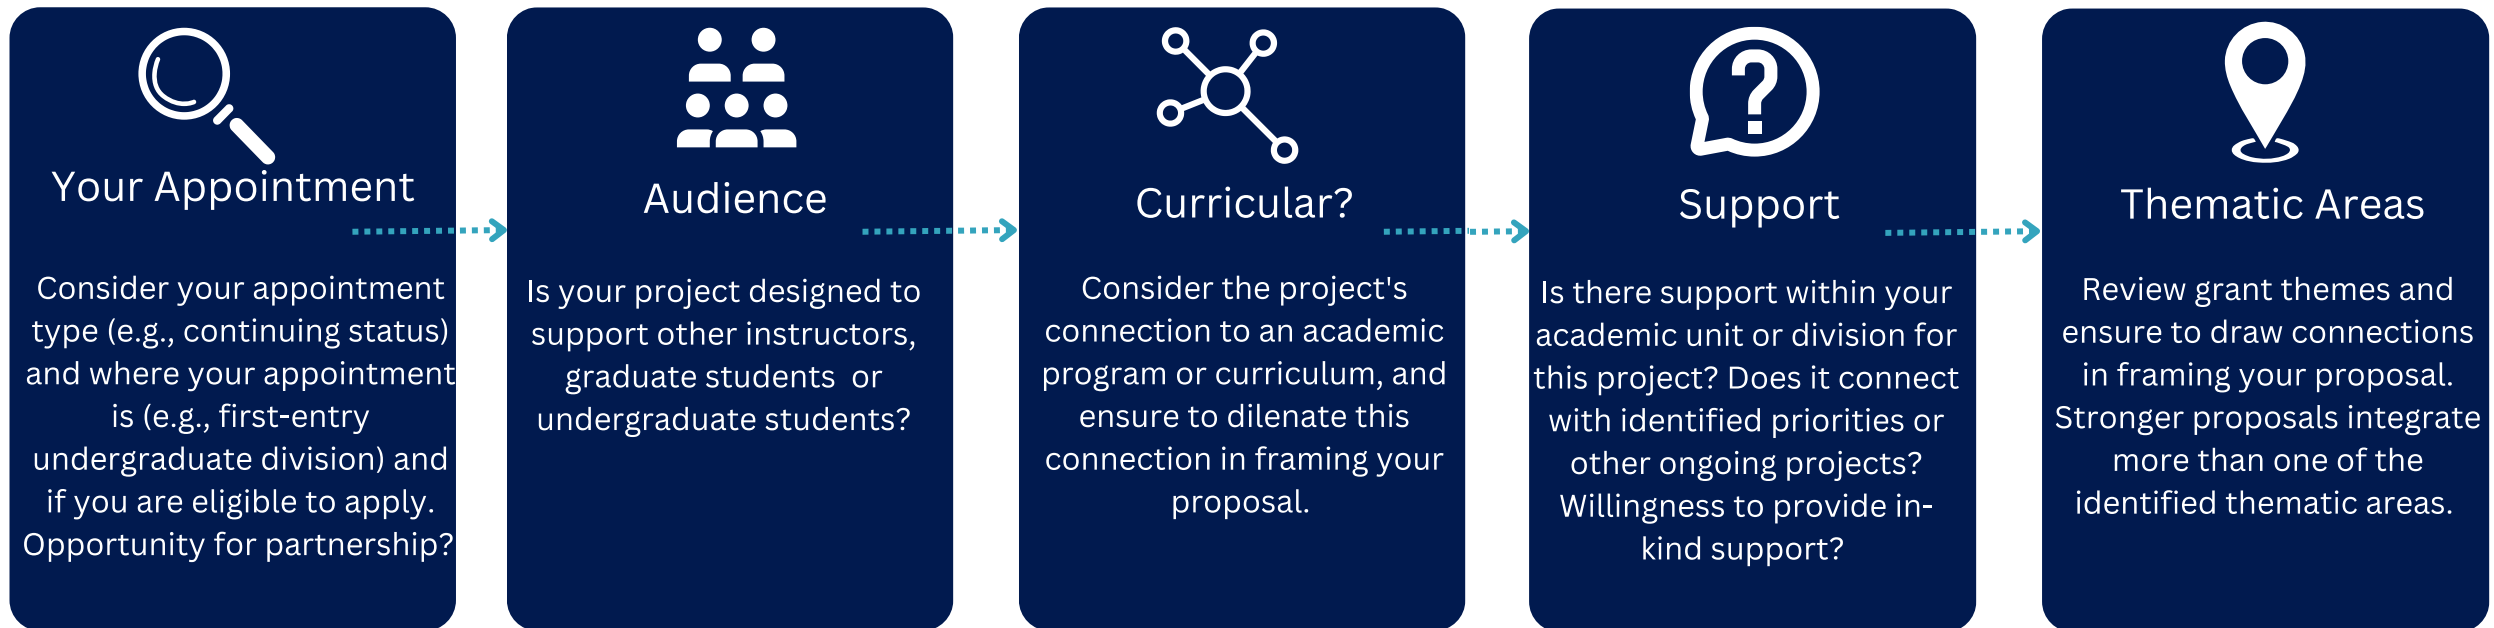 Your Appointment
Consider your appointment
type (e.g., continuing status)
and where your appointment
is (e.g., first-entry
undergraduate division) and
if you are eligible to apply.
Opportunity for partnership?
Audience
Is your project designed to
support other instructors,
graduate students or
undergraduate students?
Curricular?
Consider the project's
connection to an academic
program or curriculum, and
ensure to dilenate this
connection in framing your
proposal.
Support
Is there support within your
academic unit or division for
this project? Does it connect
with identified priorities or
other ongoing projects?
Willingness to provide in-
kind support?
Thematic Areas
Review grant themes and
ensure to draw connections
in framing your proposal.
Stronger proposals integrate
more than one of the
identified thematic areas.